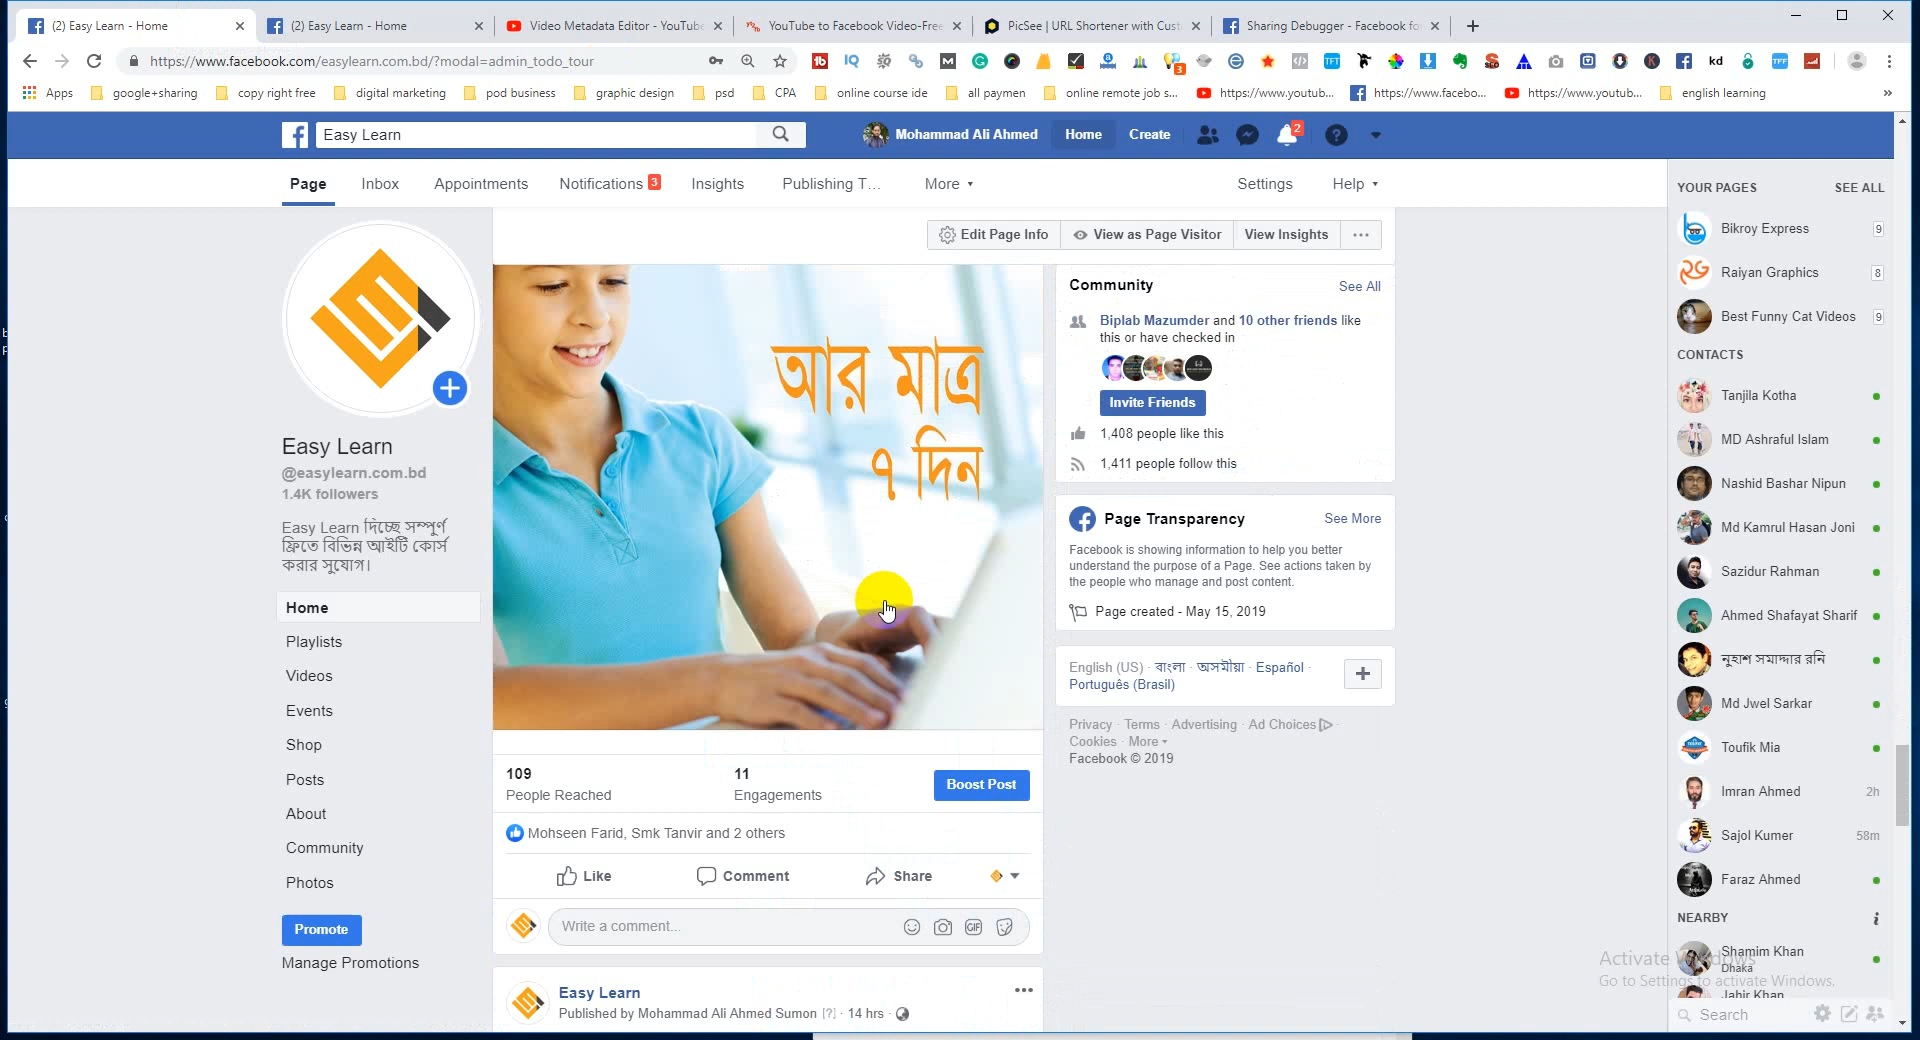 (2) Easy Learn - Home
(2) Easy Learn - Home
Video Metadata Editor - YouTube
YouTube to Facebook Video-Free
PicSee | URL Shortener with Cust
Sharing Debugger - Facebook fo
https://www.facebook.com/easylearn.com.bd/?modal=admin_todo_tour
Apps
google+sharing
copy right free
digital marketing
pod business
graphic design
psd
CPA
online course ide
all paymen
online remote job s...
https://www.youtub...
https://www.facebo...
https://www.youtub...
english learning
»
Easy Learn
Mohammad Ali Ahmed
Home
Create
2
Page
Inbox
Appointments
Notifications 3
Insights
Publishing T...
More
Settings
Help
Edit Page Info
View as Page Visitor
View Insights
...
Easy Learn
@easylearn.com.bd
1.4K followers
Easy Learn দিচ্ছে সম্পুর্ণ
ফ্রিতে বিভিন্ন আইটি কোর্স
করার সুযোগ।
Home
Playlists
Videos
Events
Shop
Posts
About
Community
Photos
Promote
Manage Promotions
আর মাত্র
৭ দিন
109
People Reached
11
Engagements
Boost Post
Mohseen Farid, Smk Tanvir and 2 others
Like
Comment
Share
Write a comment...
GIF
Easy Learn
Published by Mohammad Ali Ahmed Sumon [?] · 14 hrs ·
Community
See All
Biplab Mazumder and 10 other friends like
this or have checked in
Invite Friends
1,408 people like this
1,411 people follow this
Page Transparency
See More
Facebook is showing information to help you better
understand the purpose of a Page. See actions taken by
the people who manage and post content.
Page created - May 15, 2019
English (US) · বাংলা · অসমীয়া · Español ·
Português (Brasil)
Privacy · Terms · Advertising · Ad Choices ·
Cookies · More
Facebook © 2019
YOUR PAGES
SEE ALL
Bikroy Express 9
Raiyan Graphics 8
Best Funny Cat Videos 9
CONTACTS
Tanjila Kotha
MD Ashraful Islam
Nashid Bashar Nipun
Md Kamrul Hasan Joni
Sazidur Rahman
Ahmed Shafayat Sharif
নুহাশ সমাদ্দার রনি
Md Jwel Sarkar
Toufik Mia
Imran Ahmed 2h
Sajol Kumer 58m
Faraz Ahmed
NEARBY
Shamim Khan
Dhaka
Jahir Khan
Activate Windows
Go to Settings to activate Windows.
Search